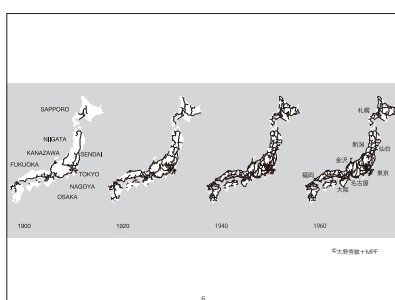 SAPPORO
NIIGATA
KANAZAWA
SENDAI
FUKUOKA
TOKYO
NAGOYA
OSAKA
1900
1920
1940
1960
札幌
新潟
仙台
金沢
福岡
東京
名古屋
大阪
©大野秀敏+MPF
6